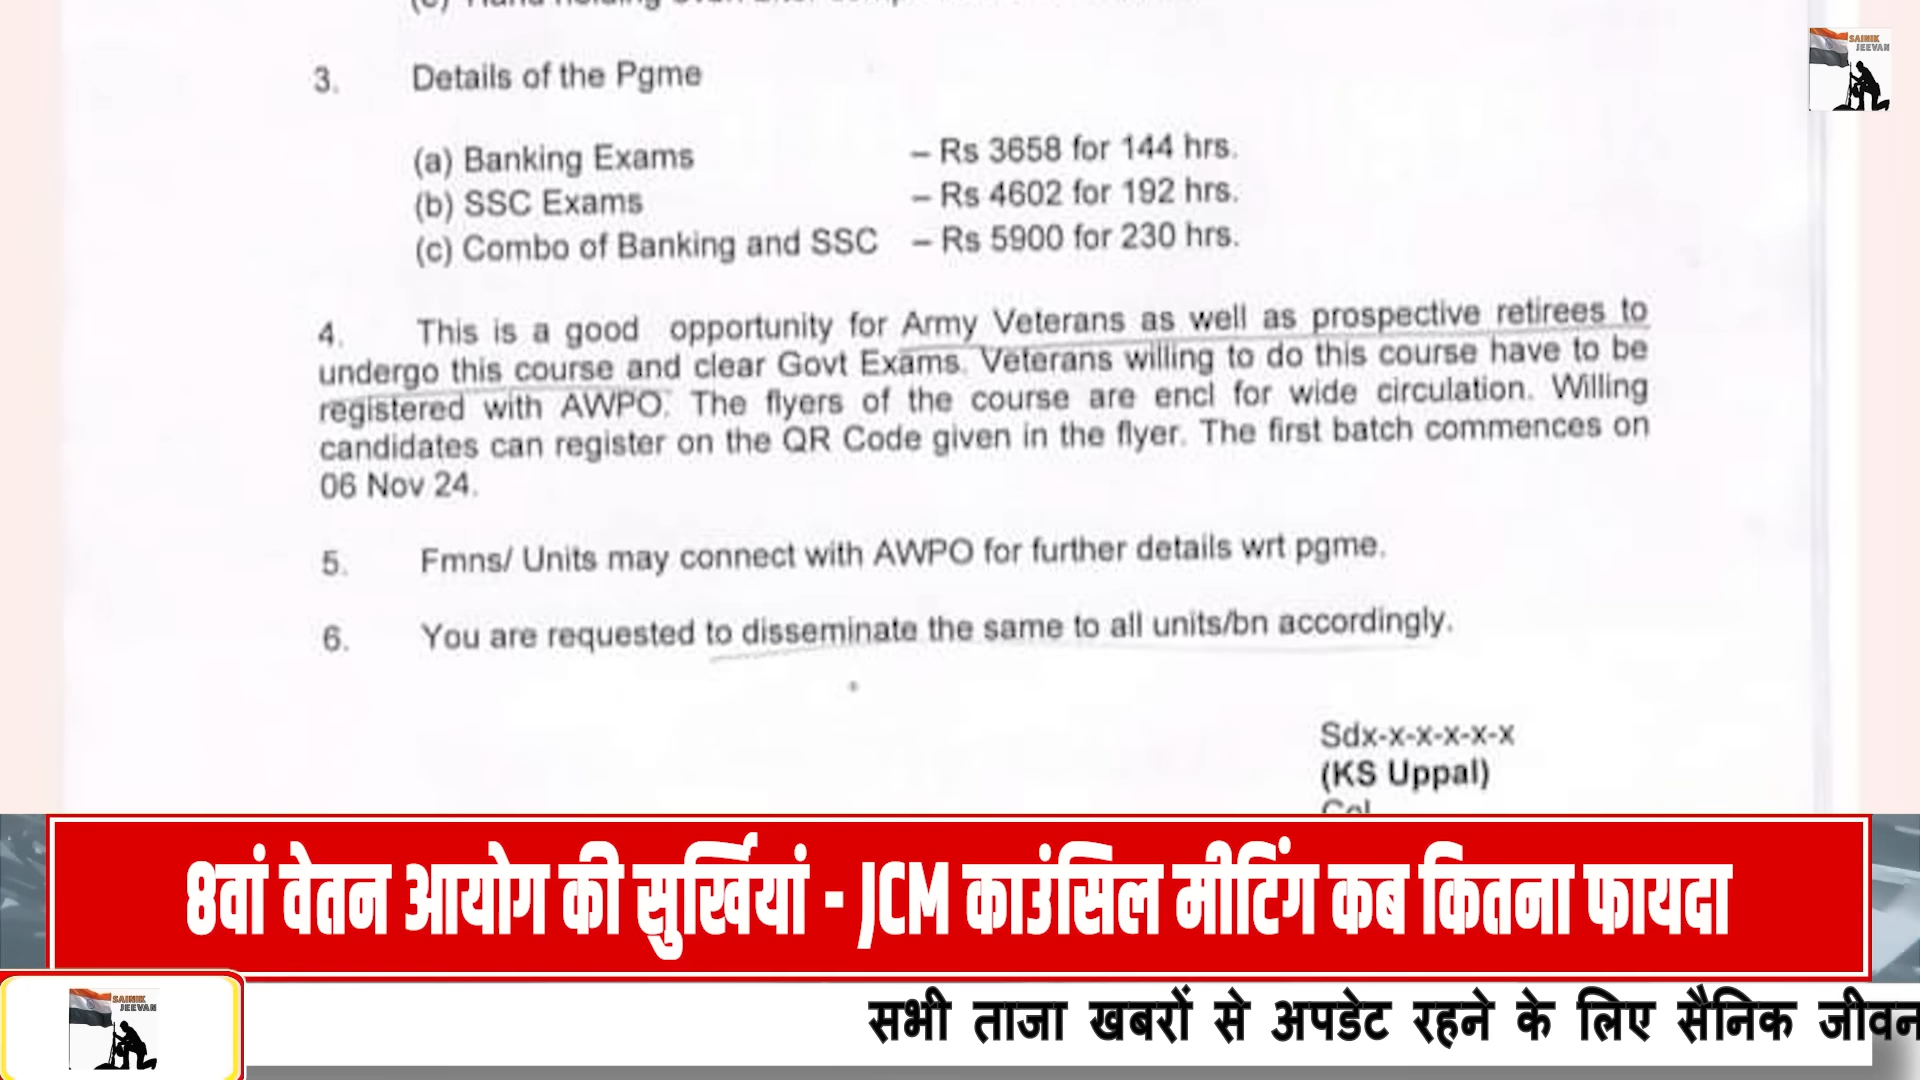 SAINIK
JEEVAN
3. Details of the Pgme
(a) Banking Exams – Rs 3658 for 144 hrs.
(b) SSC Exams – Rs 4602 for 192 hrs.
(c) Combo of Banking and SSC – Rs 5900 for 230 hrs.
4. This is a good opportunity for Army Veterans as well as prospective retirees to
undergo this course and clear Govt Exams. Veterans willing to do this course have to be
registered with AWPO. The flyers of the course are encl for wide circulation. Willing
candidates can register on the QR Code given in the flyer. The first batch commences on
06 Nov 24.
5. Fmns/ Units may connect with AWPO for further details wrt pgme.
6. You are requested to disseminate the same to all units/bn accordingly.
Sdx-x-x-x-x-x
(KS Uppal)
Col
8वां वेतन आयोग की सुर्खियां - JCM काउंसिल मीटिंग कब कितना फायदा
SAINIK
JEEVAN
सभी ताजा खबरों से अपडेट रहने के लिए सैनिक जीवन